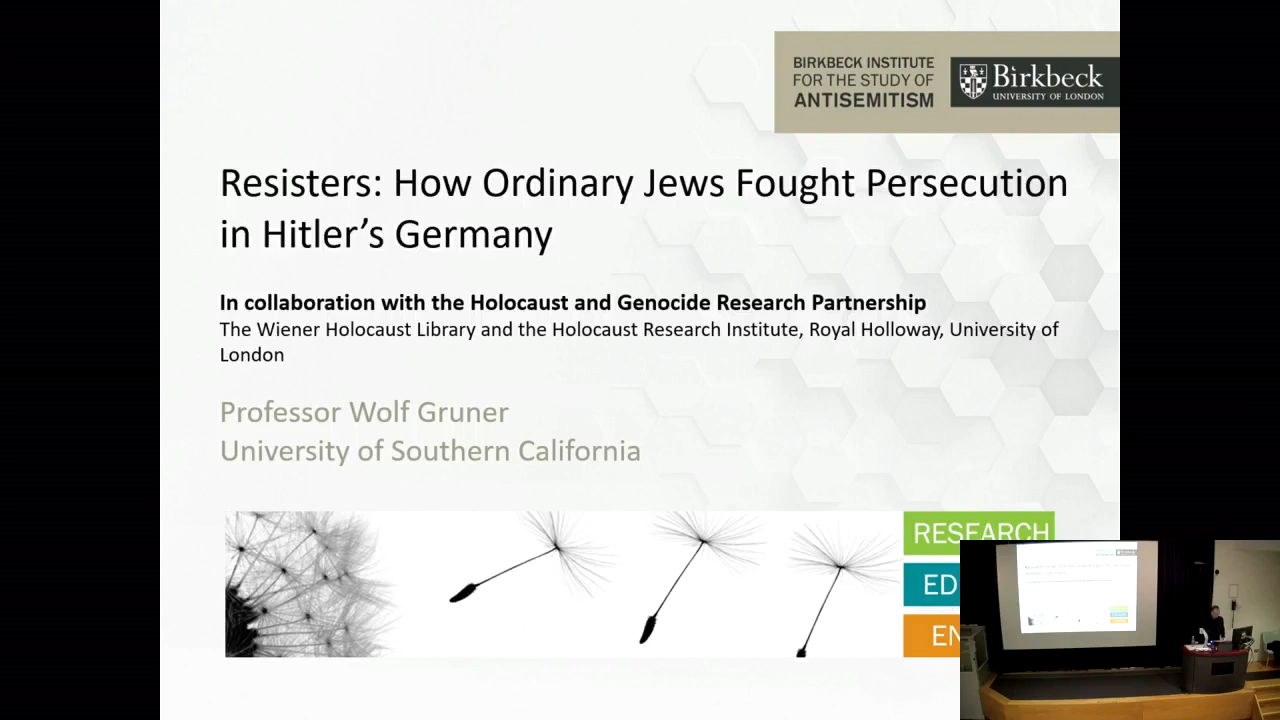 BIRKBECK INSTITUTE
FOR THE STUDY OF
ANTISEMITISM
Birkbeck
UNIVERSITY OF LONDON
Resisters: How Ordinary Jews Fought Persecution
in Hitler’s Germany
In collaboration with the Holocaust and Genocide Research Partnership
The Wiener Holocaust Library and the Holocaust Research Institute, Royal Holloway, University of
London
Professor Wolf Gruner
University of Southern California
RESEARCH
ED
EN